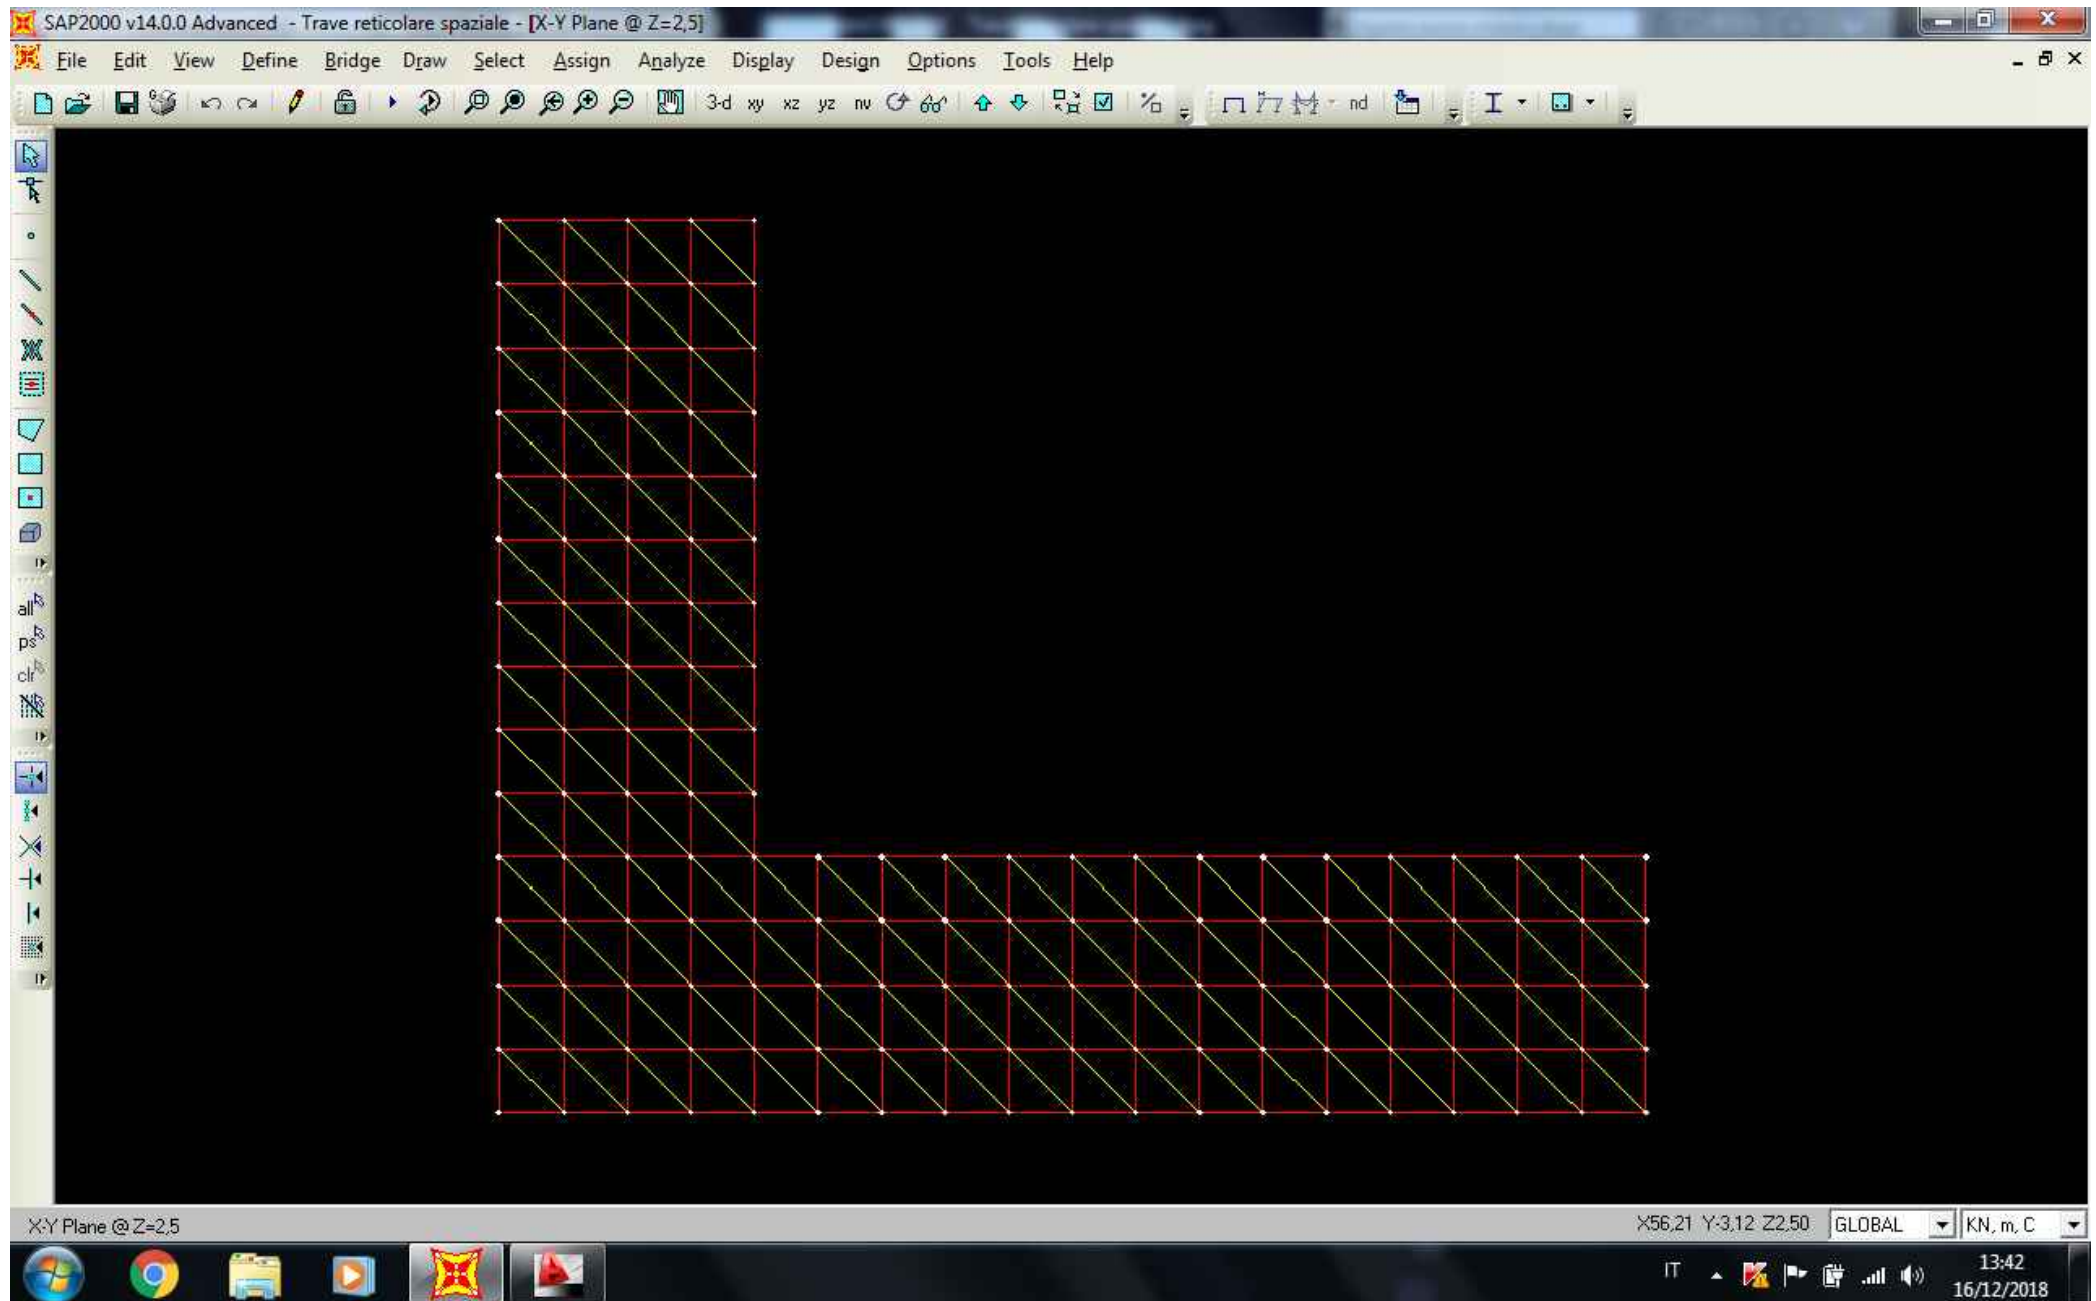 SAP2000 v14.0.0 Advanced - Trave reticolare spaziale - [X-Y Plane @ Z=2,5]
File Edit View Define Bridge Draw Select Assign Analyze Display Design Options Tools Help
3-d xy xz yz nv nd
all
ps
clr
X-Y Plane @ Z=2,5
X56,21 Y-3,12 Z2,50 GLOBAL KN, m, C
IT
13:42
16/12/2018